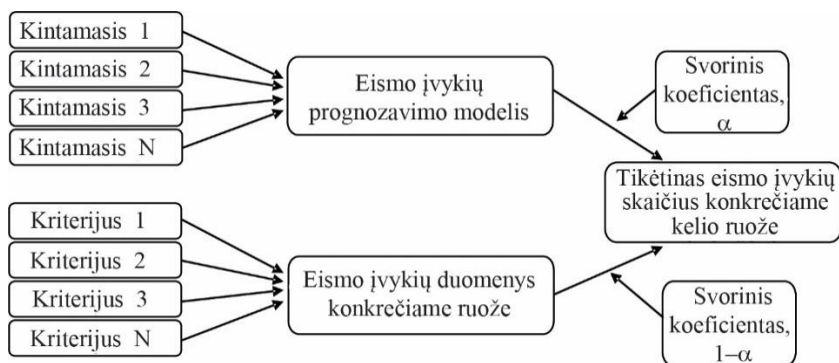 Kintamasis 1
Kintamasis 2
Kintamasis 3
Kintamasis N
Eismo įvykių
prognozavimo modelis
Svorinis
koeficientas,
α
Tikėtinas eismo įvykių
skaičius konkrečiame
kelio ruože
Kriterijus 1
Kriterijus 2
Kriterijus 3
Kriterijus N
Eismo įvykių duomenys
konkrečiame ruože
Svorinis
koeficientas,
1–α